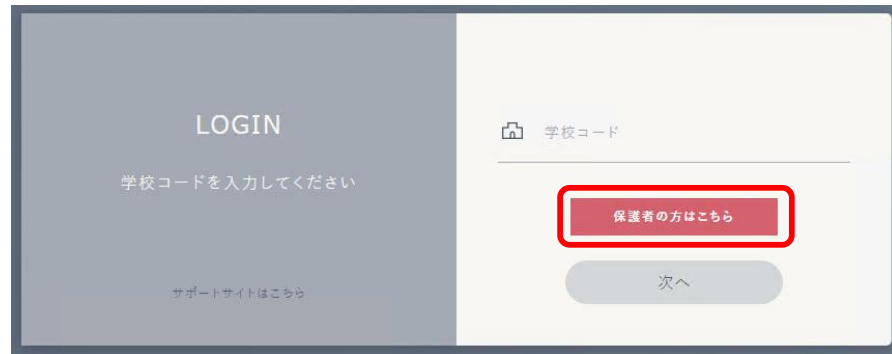 LOGIN
学校コードを入力してください
サポートサイトはこちら
学校コード
保護者の方はこちら
次へ